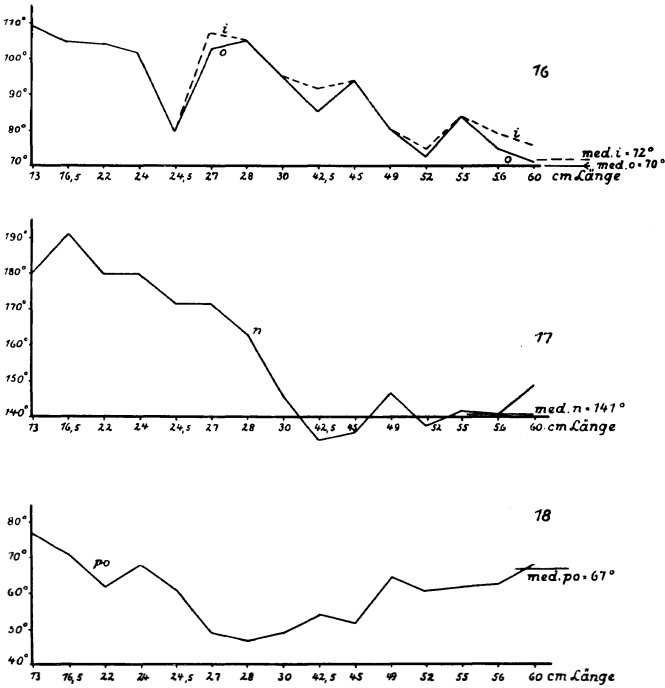 110°
100°
90°
80°
70°
i
o
16
i
o
med. i = 72°
med. o = 70°
13 16,5 22 24 24,5 27 28 30 42,5 45 49 52 55 56 60 cm Länge
190°
180°
170°
160°
150°
140°
n
17
med. n = 141°
13 16,5 22 24 24,5 27 28 30 42,5 45 49 52 55 56 60 cm Länge
80°
70°
60°
50°
40°
po
18
med. po = 67°
13 16,5 22 24 24,5 27 28 30 42,5 45 49 52 55 56 60 cm Länge